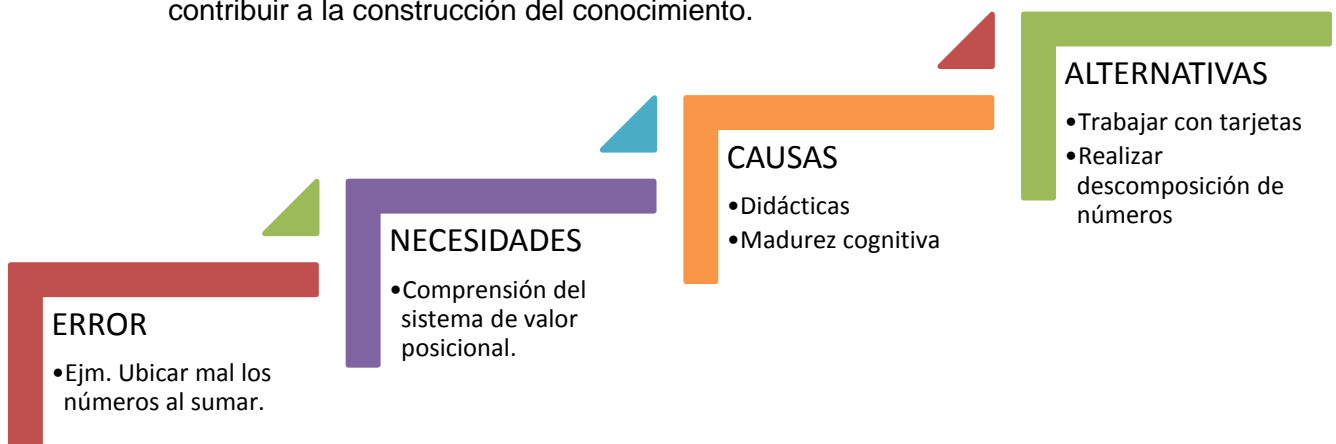 contribuir a la construcción del conocimiento.
ERROR
•Ejm. Ubicar mal los
números al sumar.
NECESIDADES
•Comprensión del
sistema de valor
posicional.
CAUSAS
•Didácticas
•Madurez cognitiva
ALTERNATIVAS
•Trabajar con tarjetas
•Realizar
descomposición de
números